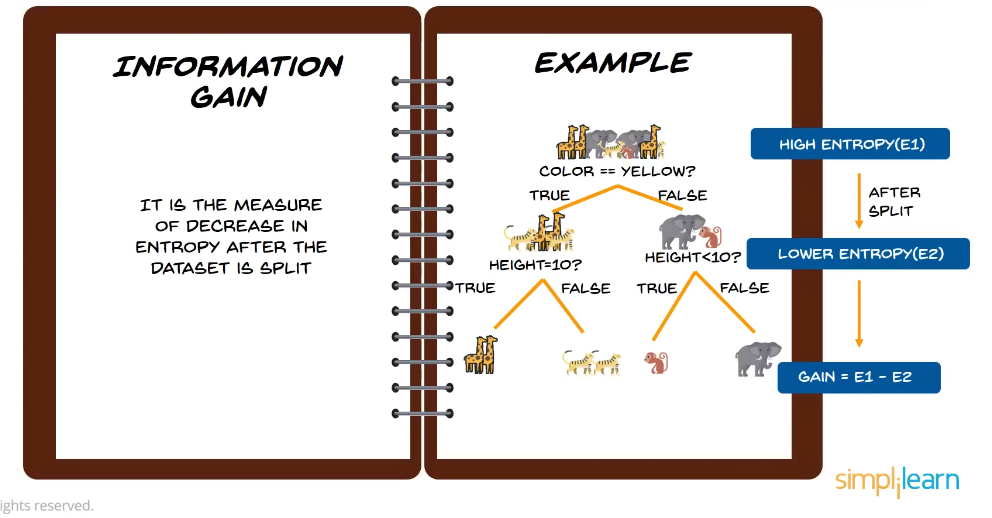 INFORMATION
GAIN
IT IS THE MEASURE
OF DECREASE IN
ENTROPY AFTER THE
DATASET IS SPLIT
EXAMPLE
COLOR == YELLOW?
TRUE
FALSE
HEIGHT=10?
HEIGHT<10?
TRUE
FALSE
TRUE
FALSE
HIGH ENTROPY(E1)
AFTER
SPLIT
LOWER ENTROPY(E2)
GAIN = E1 - E2
simplilearn
ights reserved.